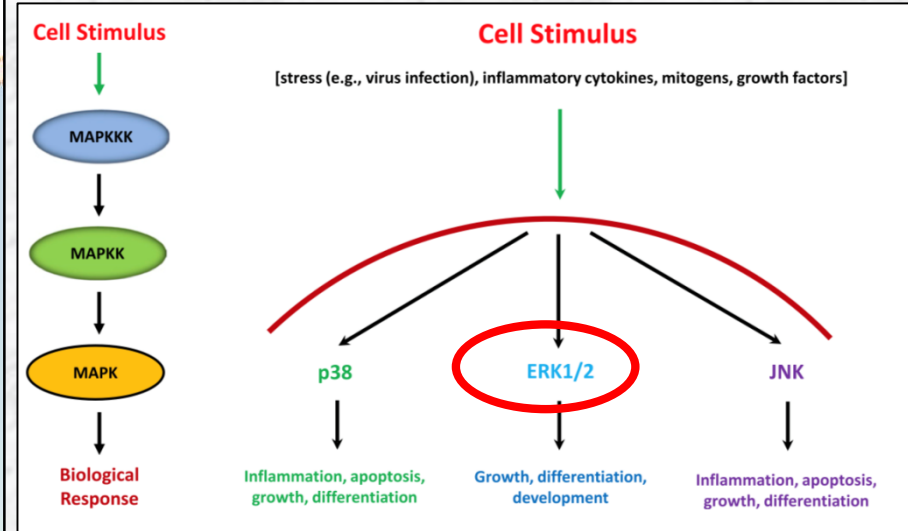 Cell Stimulus
MAPKKK
MAPKK
MAPK
Biological
Response
Cell Stimulus
[stress (e.g., virus infection), inflammatory cytokines, mitogens, growth factors]
p38
ERK1/2
JNK
Inflammation, apoptosis,
growth, differentiation
Growth, differentiation,
development
Inflammation, apoptosis,
growth, differentiation